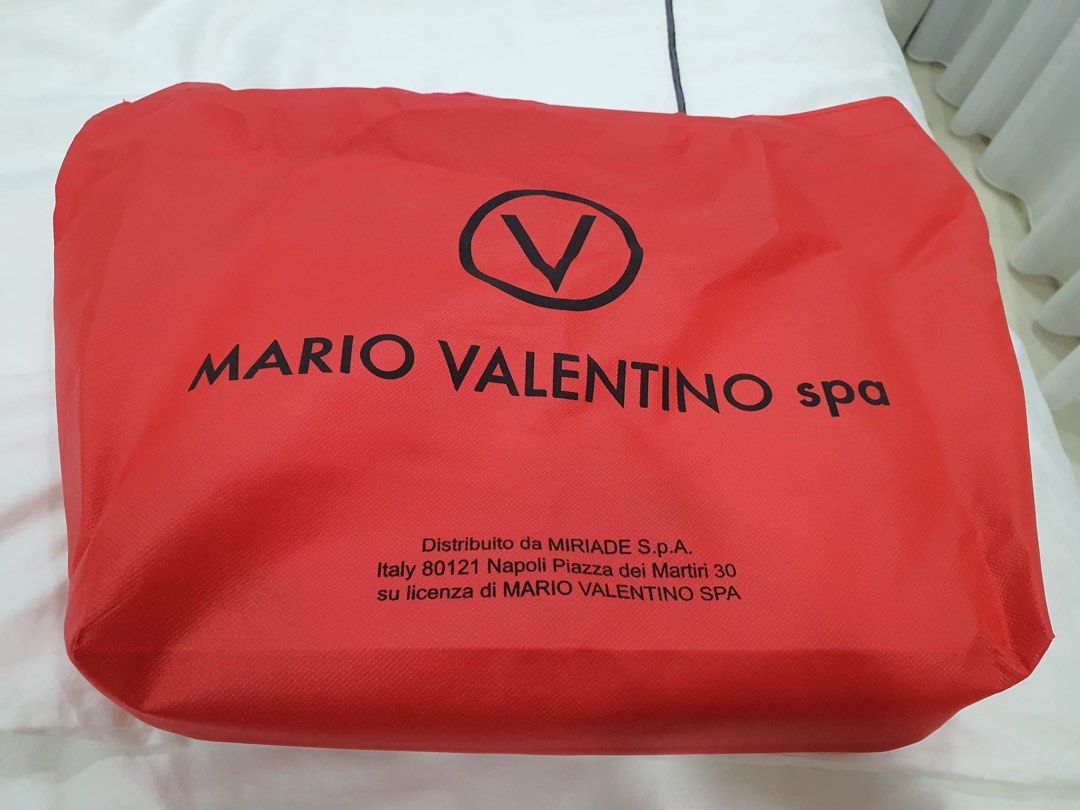 V
MARIO VALENTINO spa
Distribuito da MIRIADE S.p.A.
Italy 80121 Napoli Piazza dei Martiri 30
su licenza di MARIO VALENTINO SPA